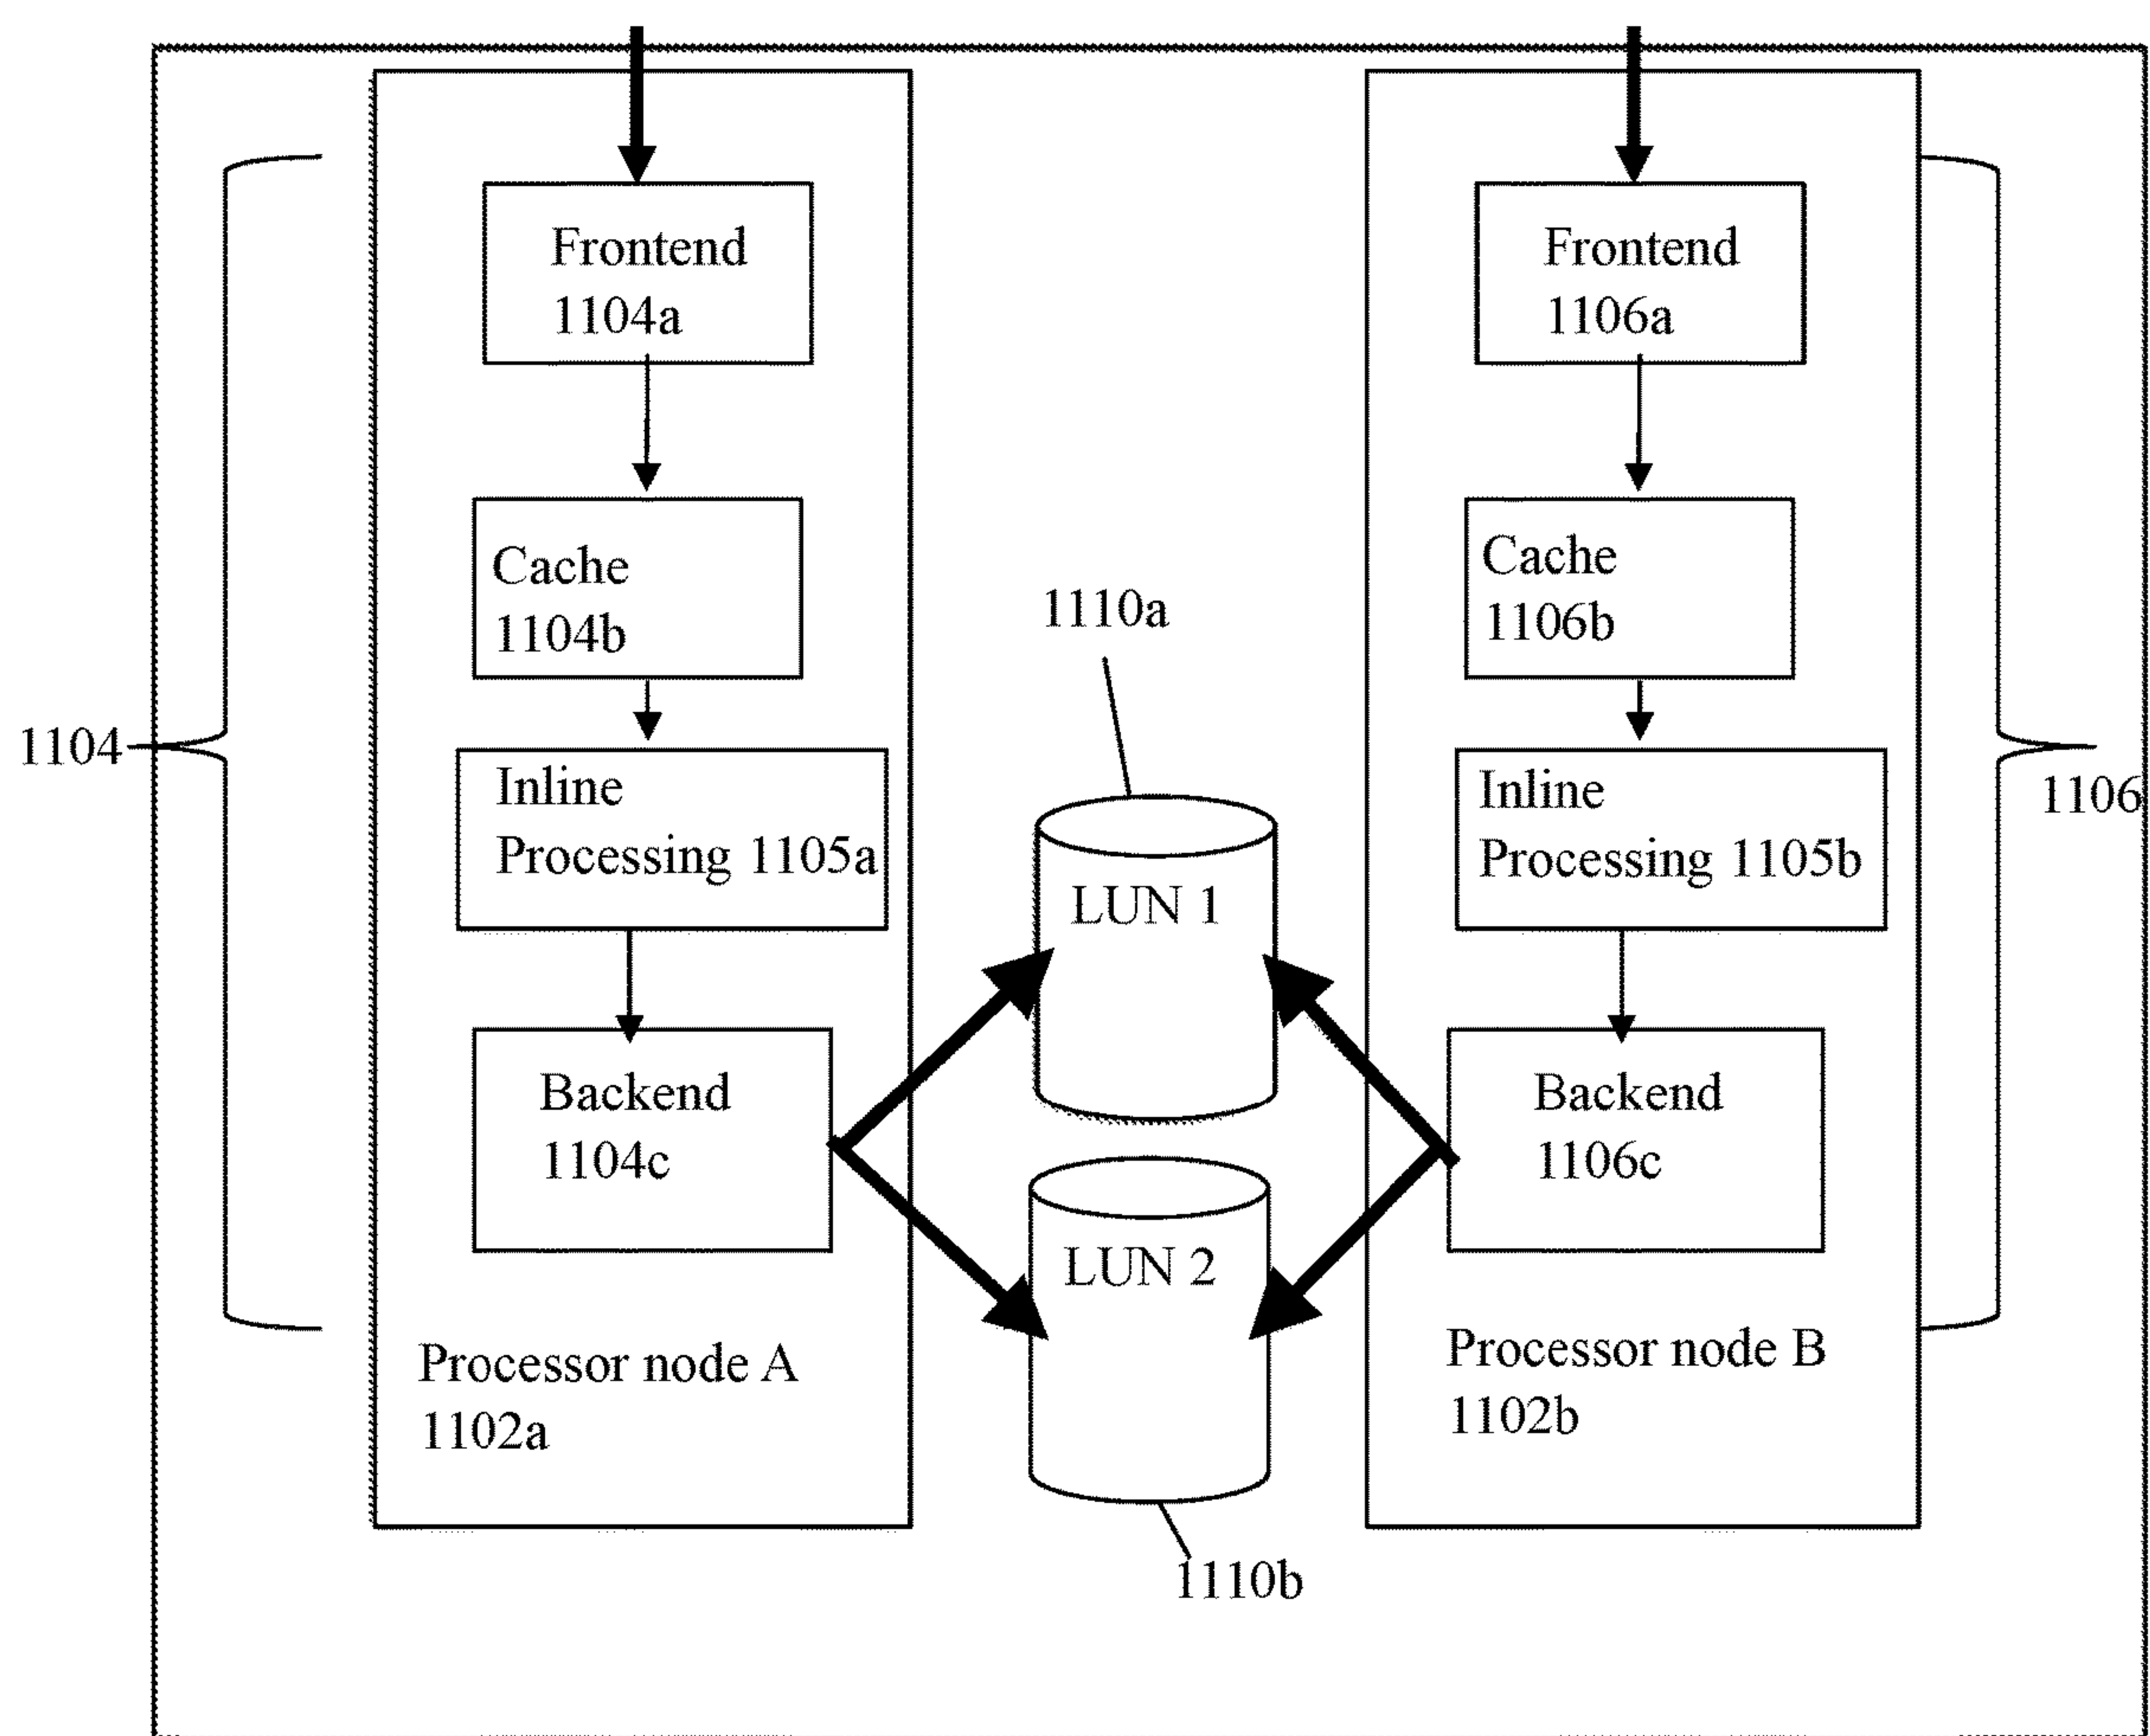 Frontend
1104a
Frontend
1106a
Cache
1104b
Cache
1106b
1110a
1104
Inline
Processing 1105a
Inline
Processing 1105b
1106
LUN 1
Backend
1104c
Backend
1106c
LUN 2
Processor node A
1102a
Processor node B
1102b
1110b